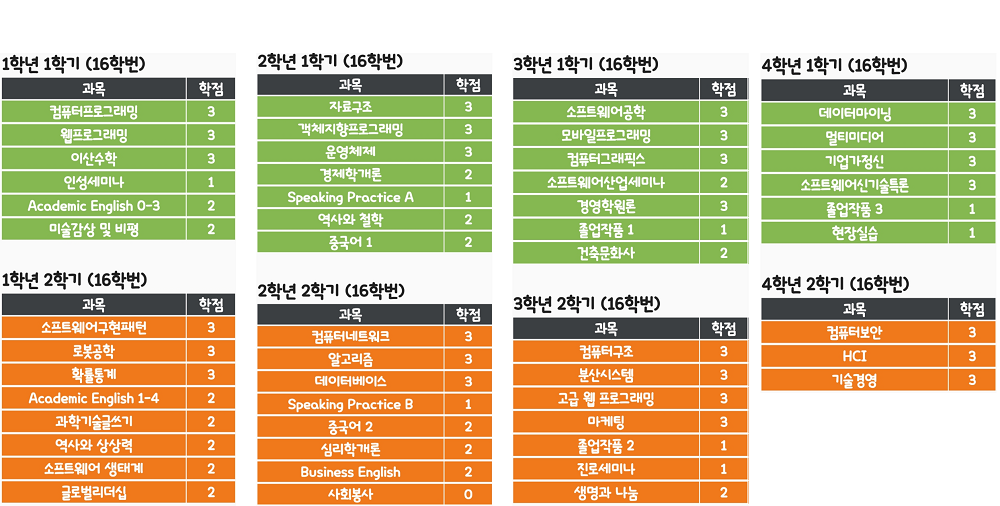 1학년 1학기 (16학번)
과목 학점
컴퓨터프로그래밍 3
웹프로그래밍 3
이산수학 3
인성세미나 1
Academic English 0-3 2
미술감상 및 비평 2
1학년 2학기 (16학번)
과목 학점
소프트웨어구현패턴 3
로봇공학 3
확률통계 3
Academic English 1-4 2
과학기술글쓰기 2
역사와 상상력 2
소프트웨어 생태계 2
글로벌리더십 2
2학년 1학기 (16학번)
과목 학점
자료구조 3
객체지향프로그래밍 3
운영체제 3
경제학개론 2
Speaking Practice A 1
역사와 철학 2
중국어 1 2
2학년 2학기 (16학번)
과목 학점
컴퓨터네트워크 3
알고리즘 3
데이터베이스 3
Speaking Practice B 1
중국어 2 2
심리학개론 2
Business English 2
사회봉사 0
3학년 1학기 (16학번)
과목 학점
소프트웨어공학 3
모바일프로그래밍 3
컴퓨터그래픽스 3
소프트웨어산업세미나 2
경영학원론 3
졸업작품 1 1
건축문화사 2
3학년 2학기 (16학번)
과목 학점
컴퓨터구조 3
분산시스템 3
고급 웹 프로그래밍 3
마케팅 3
졸업작품 2 1
진로세미나 1
생명과 나눔 2
4학년 1학기 (16학번)
과목 학점
데이터마이닝 3
멀티미디어 3
기업가정신 3
소프트웨어신기술특론 3
졸업작품 3 1
현장실습 1
4학년 2학기 (16학번)
과목 학점
컴퓨터보안 3
HCI 3
기술경영 3